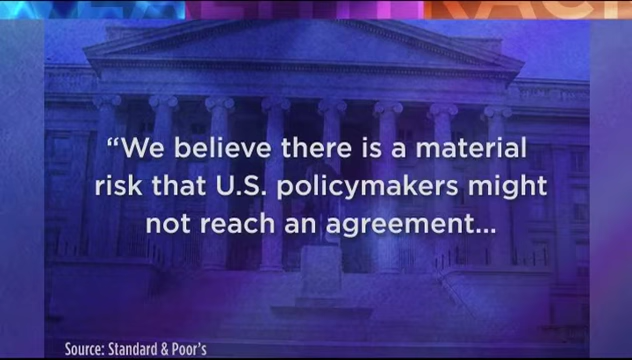 “We believe there is a material
risk that U.S. policymakers might
not reach an agreement...
Source: Standard & Poor's